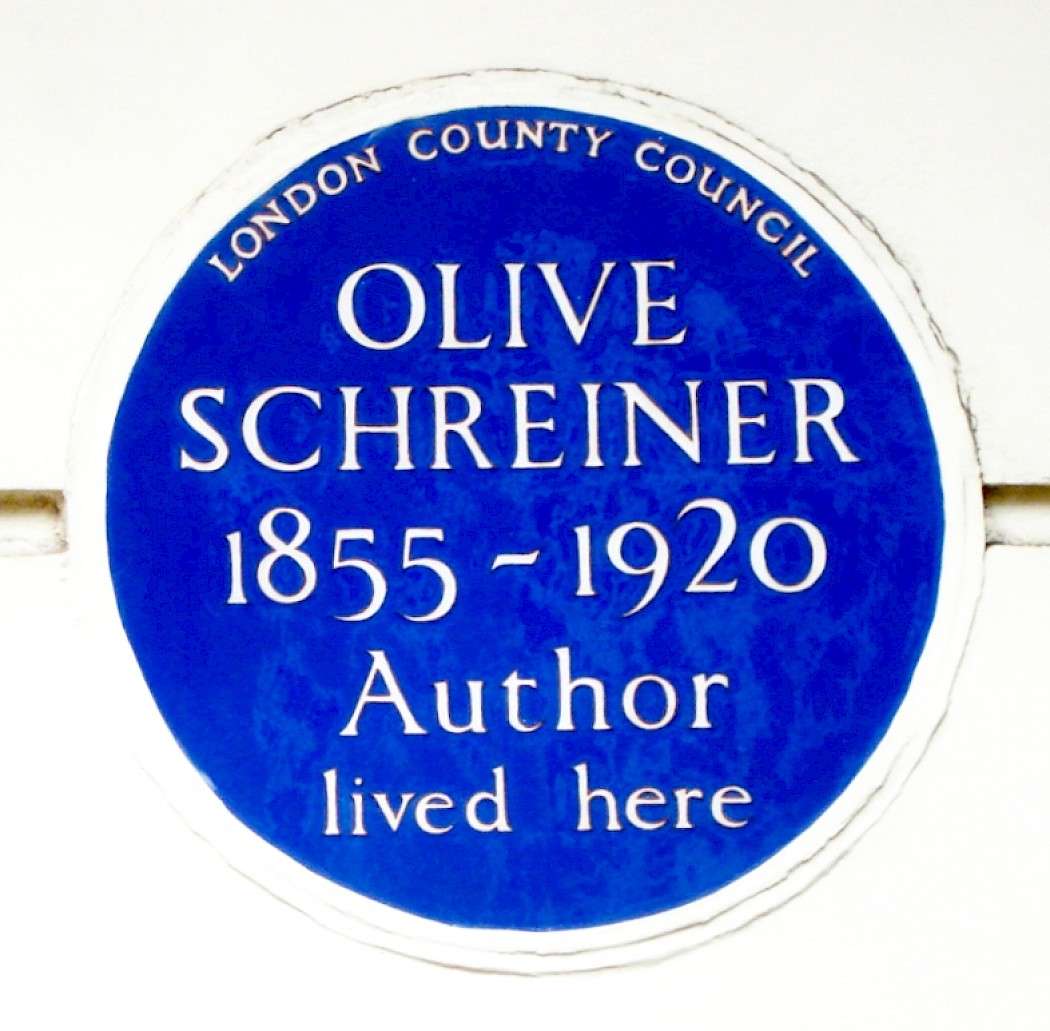 LONDON COUNTY COUNCIL
OLIVE
SCHREINER
1855-1920
Author
lived here